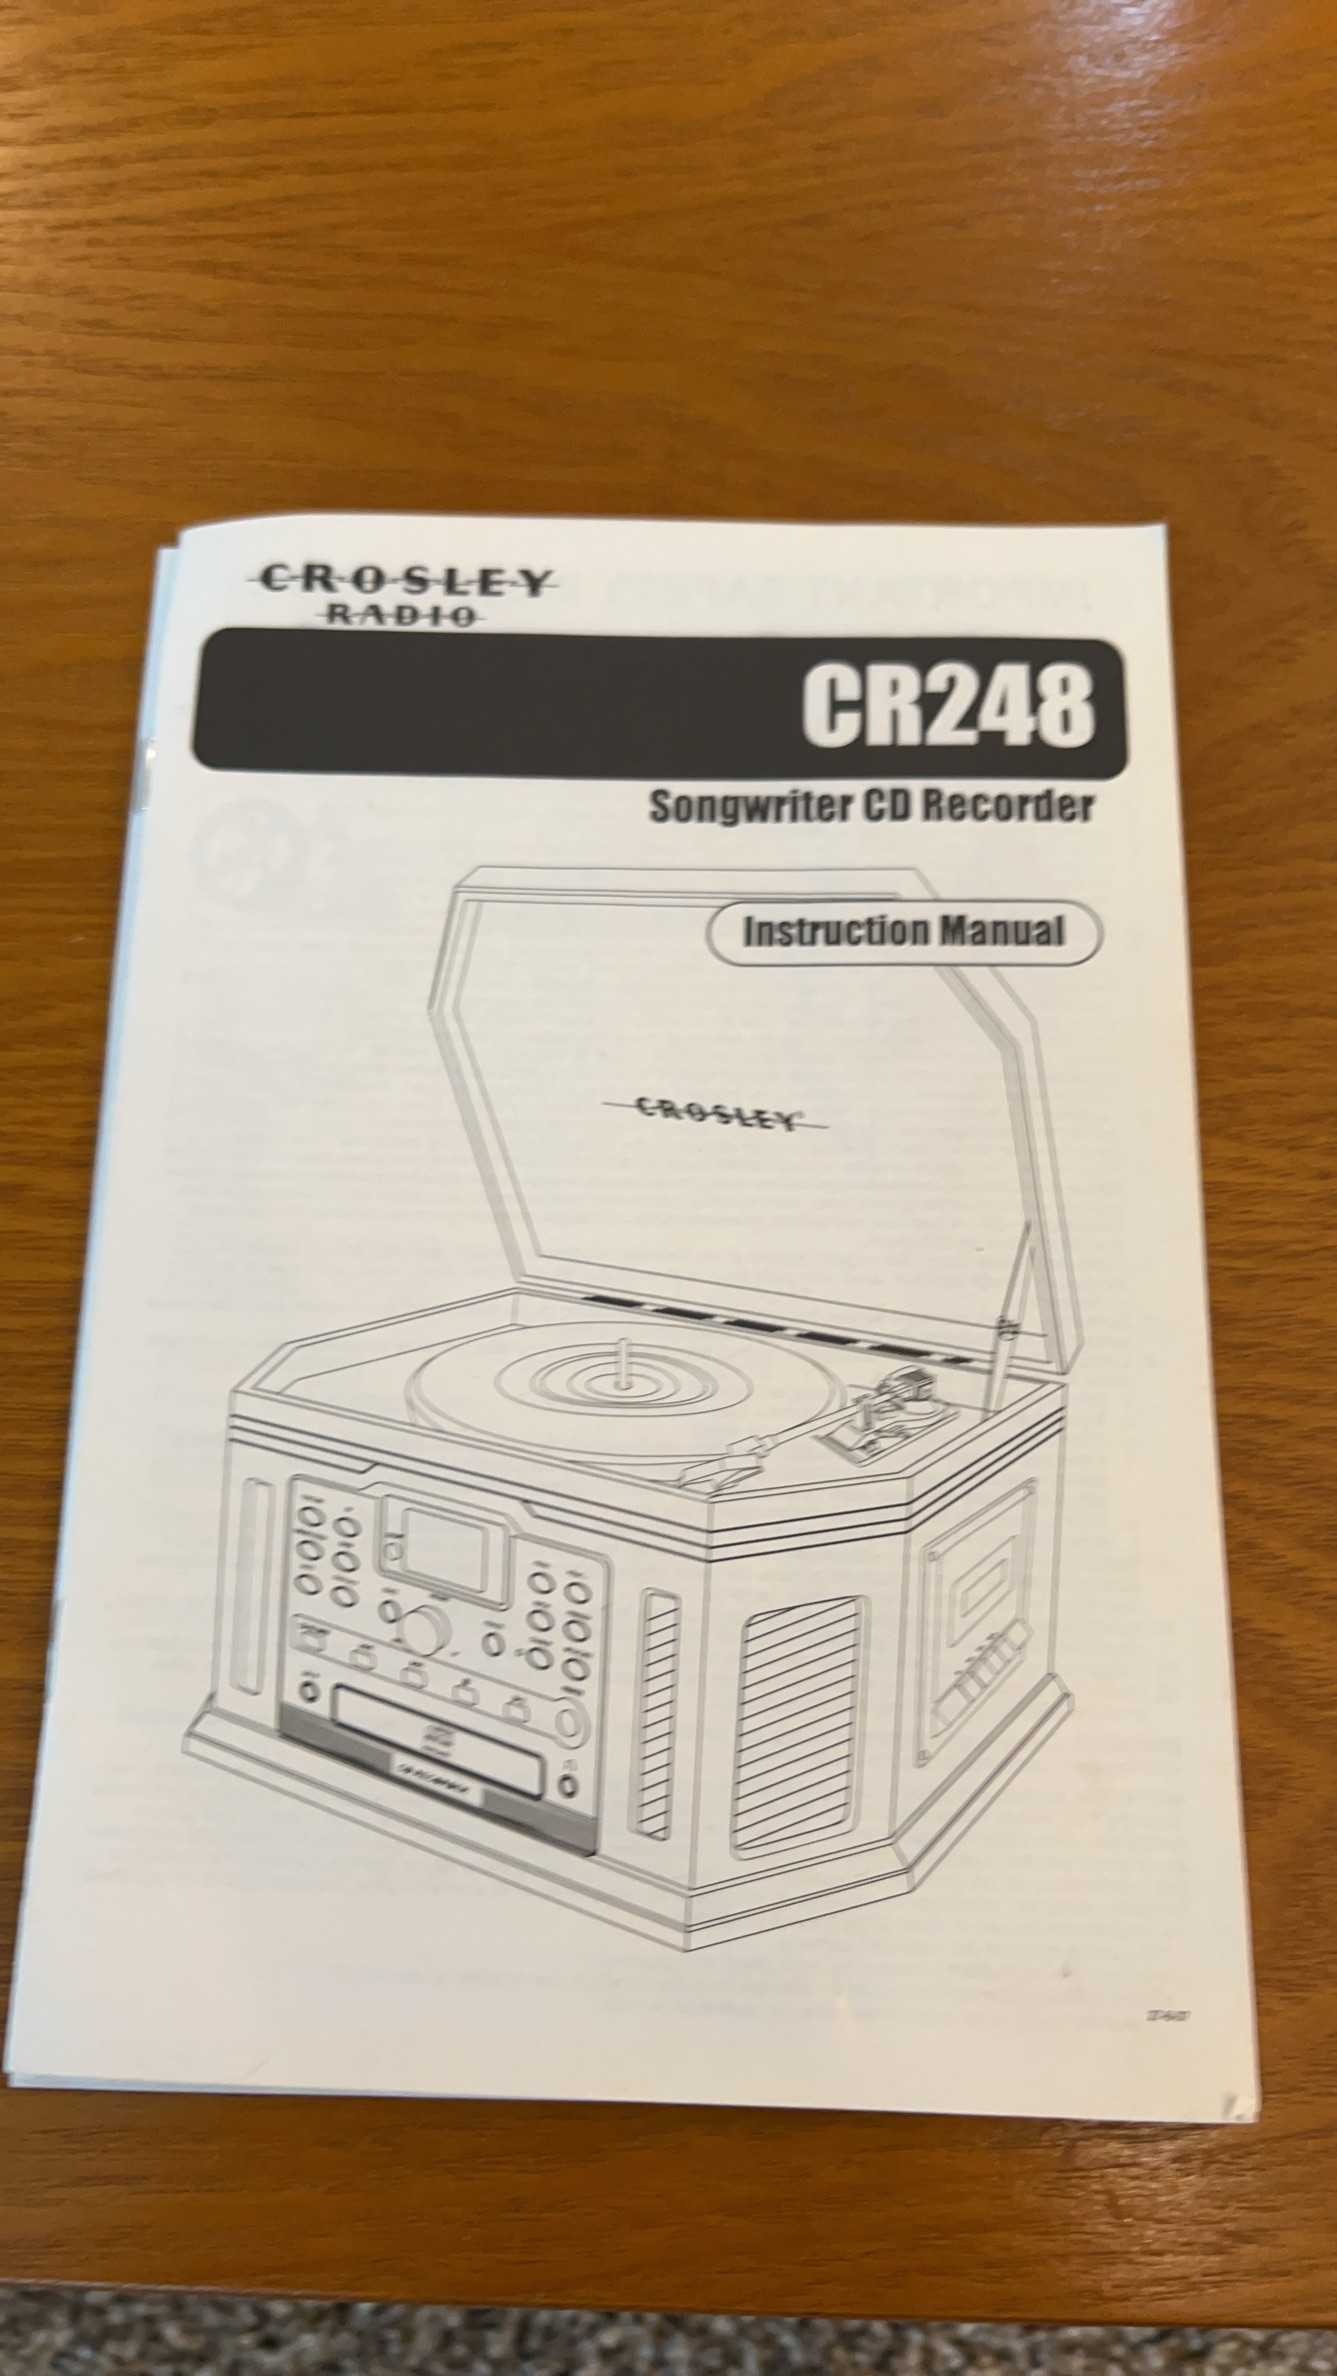 CROSLEY
RADIO
CR248
Songwriter CD Recorder
Instruction Manual
CROSLEY